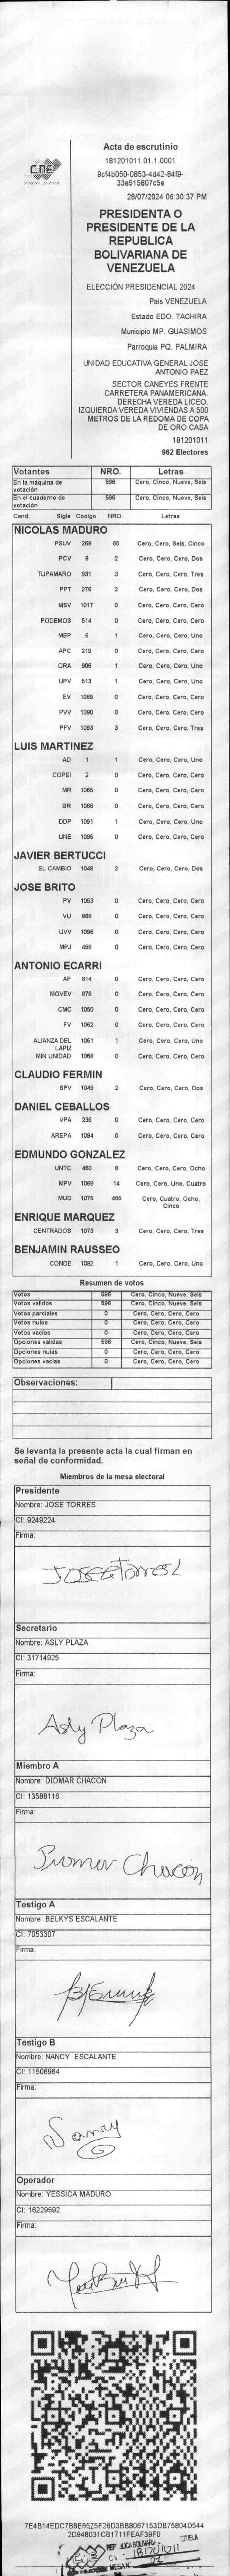 CNE
Acta de escrutinio
181201011.01.1.0001
9cf4b050-0853-4d42-84f9-
33e515807c5e
28/07/2024 06:30:37 PM
PRESIDENTA O
PRESIDENTE DE LA
REPUBLICA
BOLIVARIANA DE
VENEZUELA
ELECCIÓN PRESIDENCIAL 2024
Pais VENEZUELA
Estado EDO. TACHIRA
Municipio MP. GUASIMOS
Parroquia PQ. PALMIRA
UNIDAD EDUCATIVA GENERAL JOSE
ANTONIO PAEZ
SECTOR CANEYES FRENTE
CARRETERA PANAMERICANA.
DERECHA VEREDA LICEO.
IZQUIERDA VEREDA VIVIENDAS A 500
METROS DE LA REDOMA DE COPA
DE ORO CASA
181201011
962 Electores
Votantes NRO. Letras
En la máquina de votación 596 Cero, Cinco, Nueve, Seis
En el cuaderno de votación 596 Cero, Cinco, Nueve, Seis
Cand. Sigla Código NRO. Letras
NICOLAS MADURO
PSUV 269 65 Cero, Cero, Seis, Cinco
PCV 9 2 Cero, Cero, Cero, Dos
TUPAMARO 931 3 Cero, Cero, Cero, Tres
PPT 276 2 Cero, Cero, Cero, Dos
MSV 1017 0 Cero, Cero, Cero, Cero
PODEMOS 514 0 Cero, Cero, Cero, Cero
MEP 6 1 Cero, Cero, Cero, Uno
APC 219 0 Cero, Cero, Cero, Cero
ORA 906 1 Cero, Cero, Cero, Uno
UPV 513 1 Cero, Cero, Cero, Uno
EV 1089 0 Cero, Cero, Cero, Cero
PVV 1090 0 Cero, Cero, Cero, Cero
PFV 1093 3 Cero, Cero, Cero, Tres
LUIS MARTINEZ
AD 1 1 Cero, Cero, Cero, Uno
COPEI 2 0 Cero, Cero, Cero, Cero
MR 1065 0 Cero, Cero, Cero, Cero
BR 1066 0 Cero, Cero, Cero, Cero
DDP 1091 1 Cero, Cero, Cero, Uno
UNE 1095 0 Cero, Cero, Cero, Cero
JAVIER BERTUCCI
EL CAMBIO 1048 2 Cero, Cero, Cero, Dos
JOSE BRITO
PV 1053 0 Cero, Cero, Cero, Cero
VU 968 0 Cero, Cero, Cero, Cero
UVV 1096 0 Cero, Cero, Cero, Cero
MPJ 458 0 Cero, Cero, Cero, Cero
ANTONIO ECARRI
AP 814 0 Cero, Cero, Cero, Cero
MOVEV 978 0 Cero, Cero, Cero, Cero
CMC 1050 0 Cero, Cero, Cero, Cero
FV 1062 0 Cero, Cero, Cero, Cero
ALIANZA DEL LAPIZ 1051 1 Cero, Cero, Cero, Uno
MIN UNIDAD 1068 0 Cero, Cero, Cero, Cero
CLAUDIO FERMIN
SPV 1049 2 Cero, Cero, Cero, Dos
DANIEL CEBALLOS
VPA 236 0 Cero, Cero, Cero, Cero
AREPA 1094 0 Cero, Cero, Cero, Cero
EDMUNDO GONZALEZ
UNTC 460 8 Cero, Cero, Cero, Ocho
MPV 1069 14 Cero, Cero, Uno, Cuatro
MUD 1075 485 Cero, Cuatro, Ocho,
Cinco
ENRIQUE MARQUEZ
CENTRADOS 1073 3 Cero, Cero, Cero, Tres
BENJAMIN RAUSSEO
CONDE 1092 1 Cero, Cero, Cero, Uno
Resumen de votos
Votos 596 Cero, Cinco, Nueve, Seis
Votos validos 596 Cero, Cinco, Nueve, Seis
Votos parciales 0 Cero, Cero, Cero, Cero
Votos nulos 0 Cero, Cero, Cero, Cero
Votos vacios 0 Cero, Cero, Cero, Cero
Opciones validas 596 Cero, Cinco, Nueve, Seis
Opciones nulas 0 Cero, Cero, Cero, Cero
Opciones vacias 0 Cero, Cero, Cero, Cero
Observaciones:
Se levanta la presente acta la cual firman en
señal de conformidad.
Miembros de la mesa electoral
Presidente
Nombre: JOSE TORRES
CI: 9249224
Firma:
Secretario
Nombre: ASLY PLAZA
CI: 31714925
Firma:
Asly Plaza
Miembro A
Nombre: DIOMAR CHACON
CI: 13588116
Firma:
Diomar Chacón
Testigo A
Nombre: BELKYS ESCALANTE
CI: 7053307
Firma:
Testigo B
Nombre: NANCY ESCALANTE
CI: 11506964
Firma:
Nancy
Operador
Nombre: YESSICA MADURO
CI: 16229592
Firma:
7E4B14EDC7B8E6575F26D3BB8067153DB75804D544
2D948031CB1711FEAF39F0
181201011